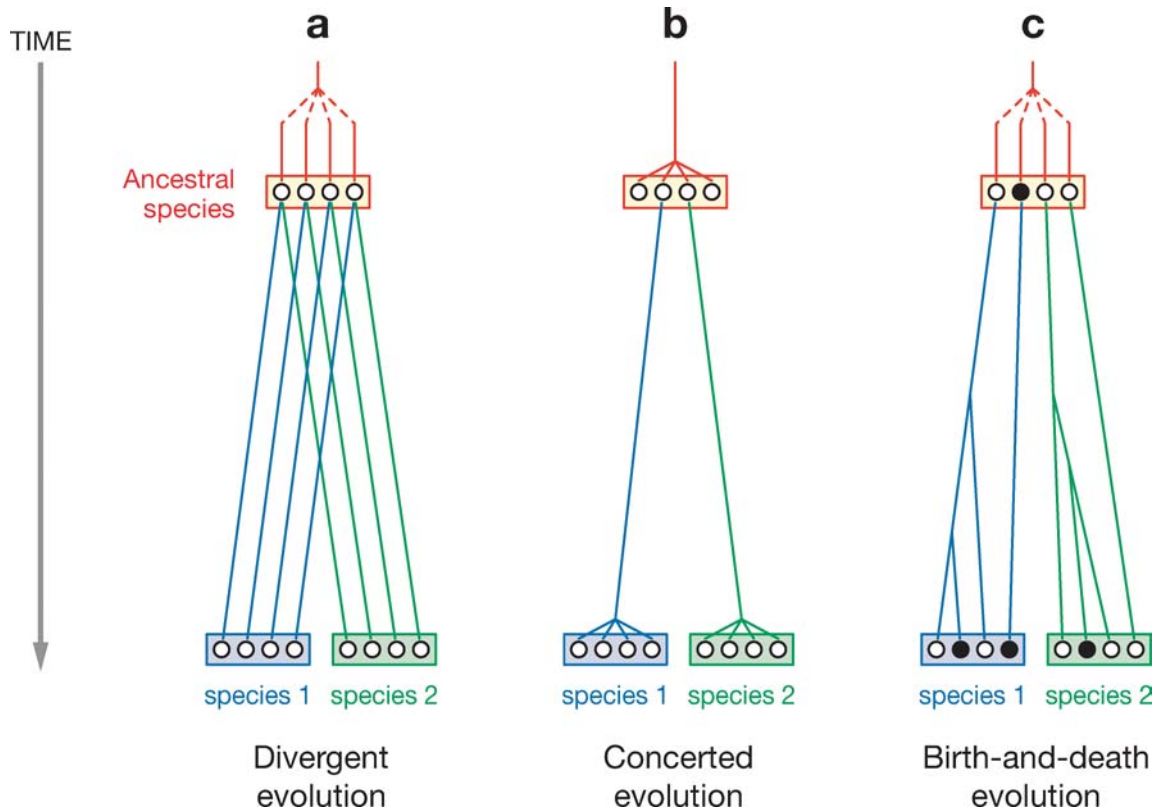 a
b
c
TIME
Ancestral
species
species 1
species 2
species 1
species 2
species 1
species 2
Divergent
evolution
Concerted
evolution
Birth-and-death
evolution